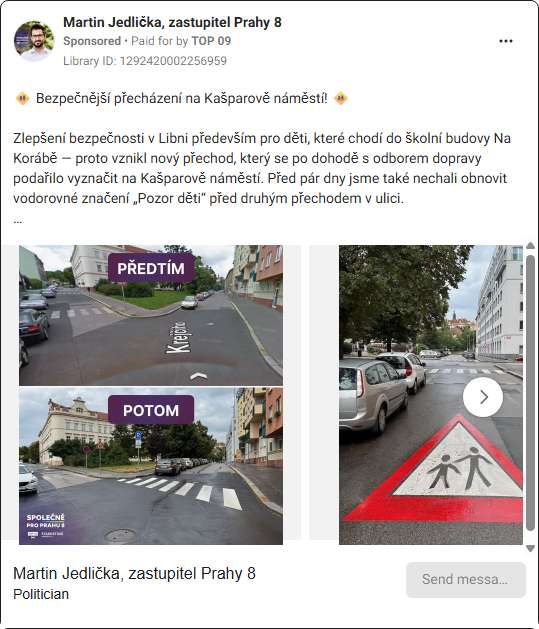 Martin Jedlička, zastupitel Prahy 8
Sponsored • Paid for by TOP 09
Library ID: 1292420002256959
Bezpečnější přecházení na Kašparově náměstí!
Zlepšení bezpečnosti v Libni především pro děti, které chodí do školní budovy Na
Korábě — proto vznikl nový přechod, který se po dohodě s odborem dopravy
podařilo vyznačit na Kašparově náměstí. Před pár dny jsme také nechali obnovit
vodorovné značení „Pozor děti“ před druhým přechodem v ulici.
...
PŘEDTÍM
Krejčího
POTOM
SPOLEČNĚ
PRO PRAHU 8
Martin Jedlička, zastupitel Prahy 8
Politician
Send messa...